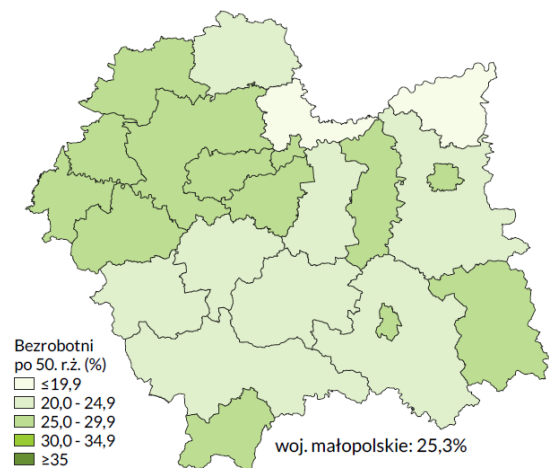 Bezrobotni
po 50. r.ż. (%)
≤19,9
20,0 - 24,9
25,0 - 29,9
30,0 - 34,9
≥35
woj. małopolskie: 25,3%